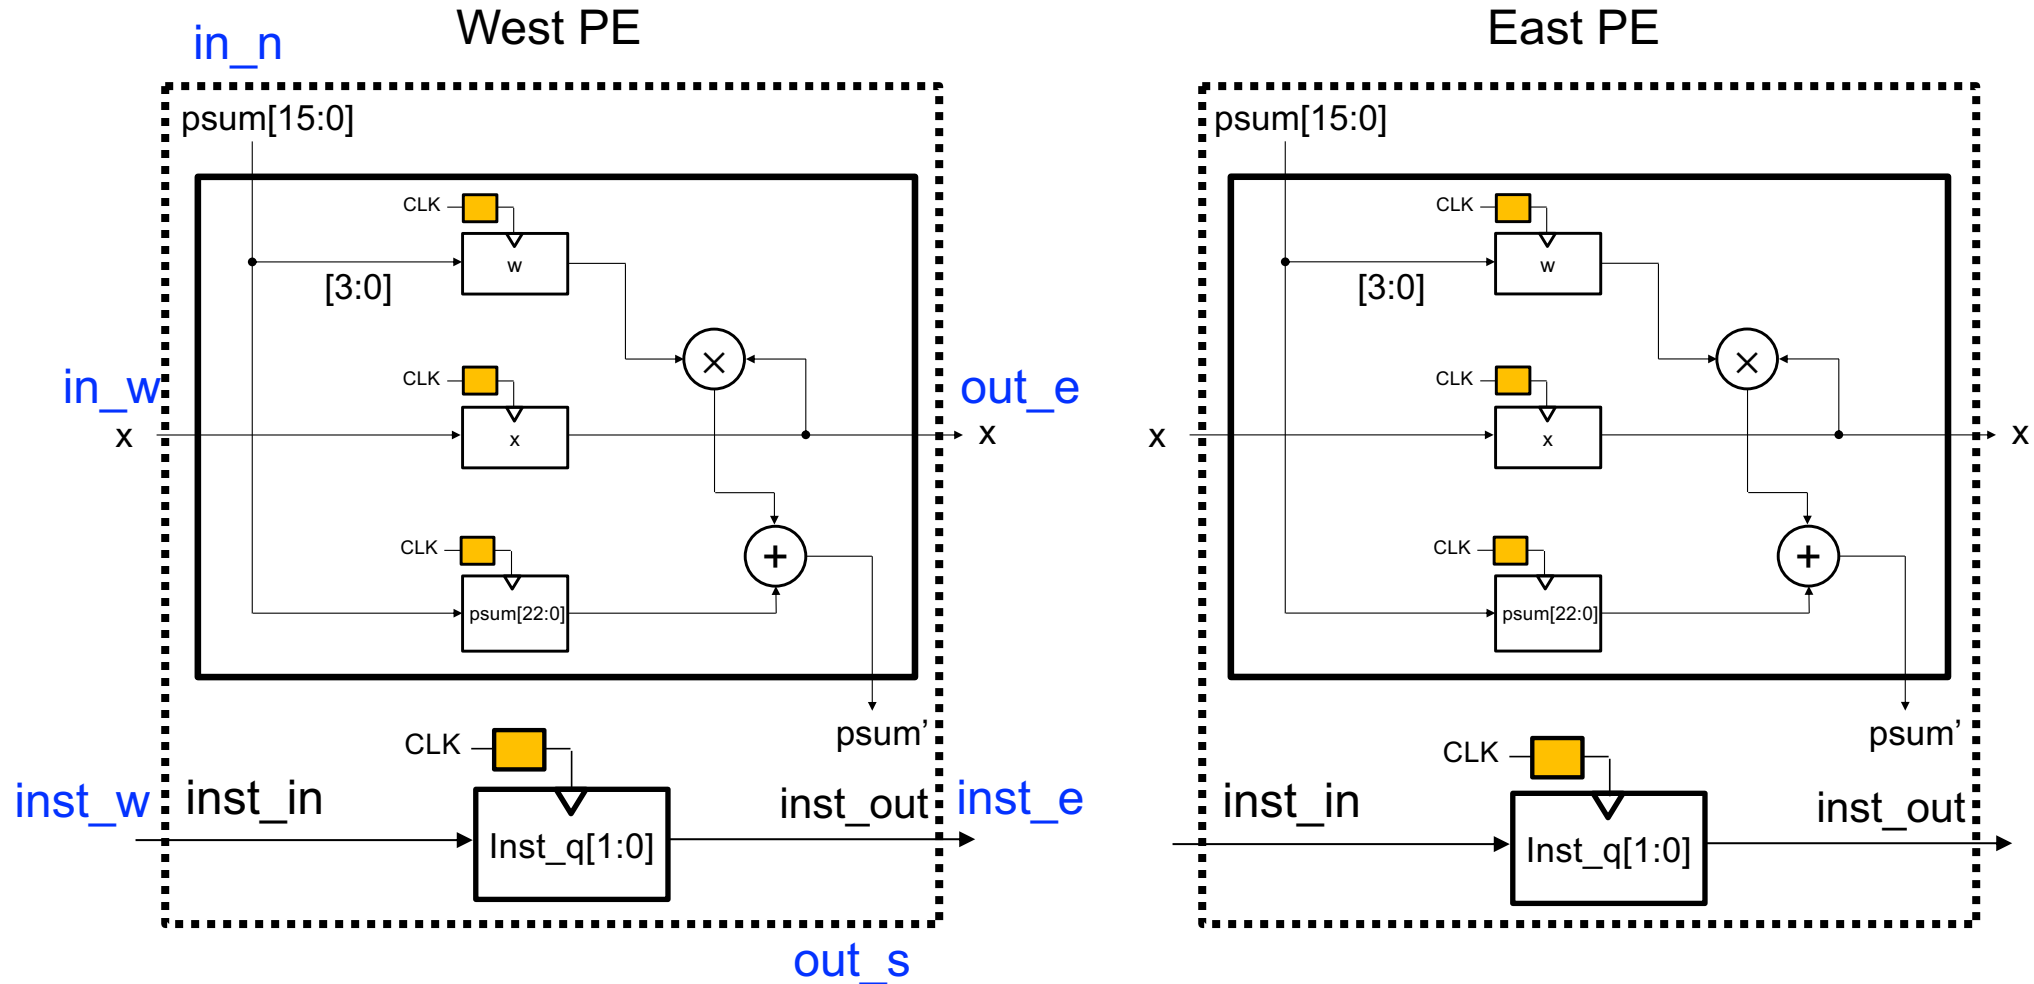 West PE
East PE
in_n
psum[15:0]
CLK
w
[3:0]
×
in_w
CLK
out_e
x
x
x
CLK
+
psum[22:0]
psum’
CLK
inst_w
inst_in
inst_out
inst_e
Inst_q[1:0]
out_s
psum[15:0]
CLK
w
[3:0]
×
CLK
x
x
x
CLK
+
psum[22:0]
psum’
CLK
inst_in
inst_out
Inst_q[1:0]